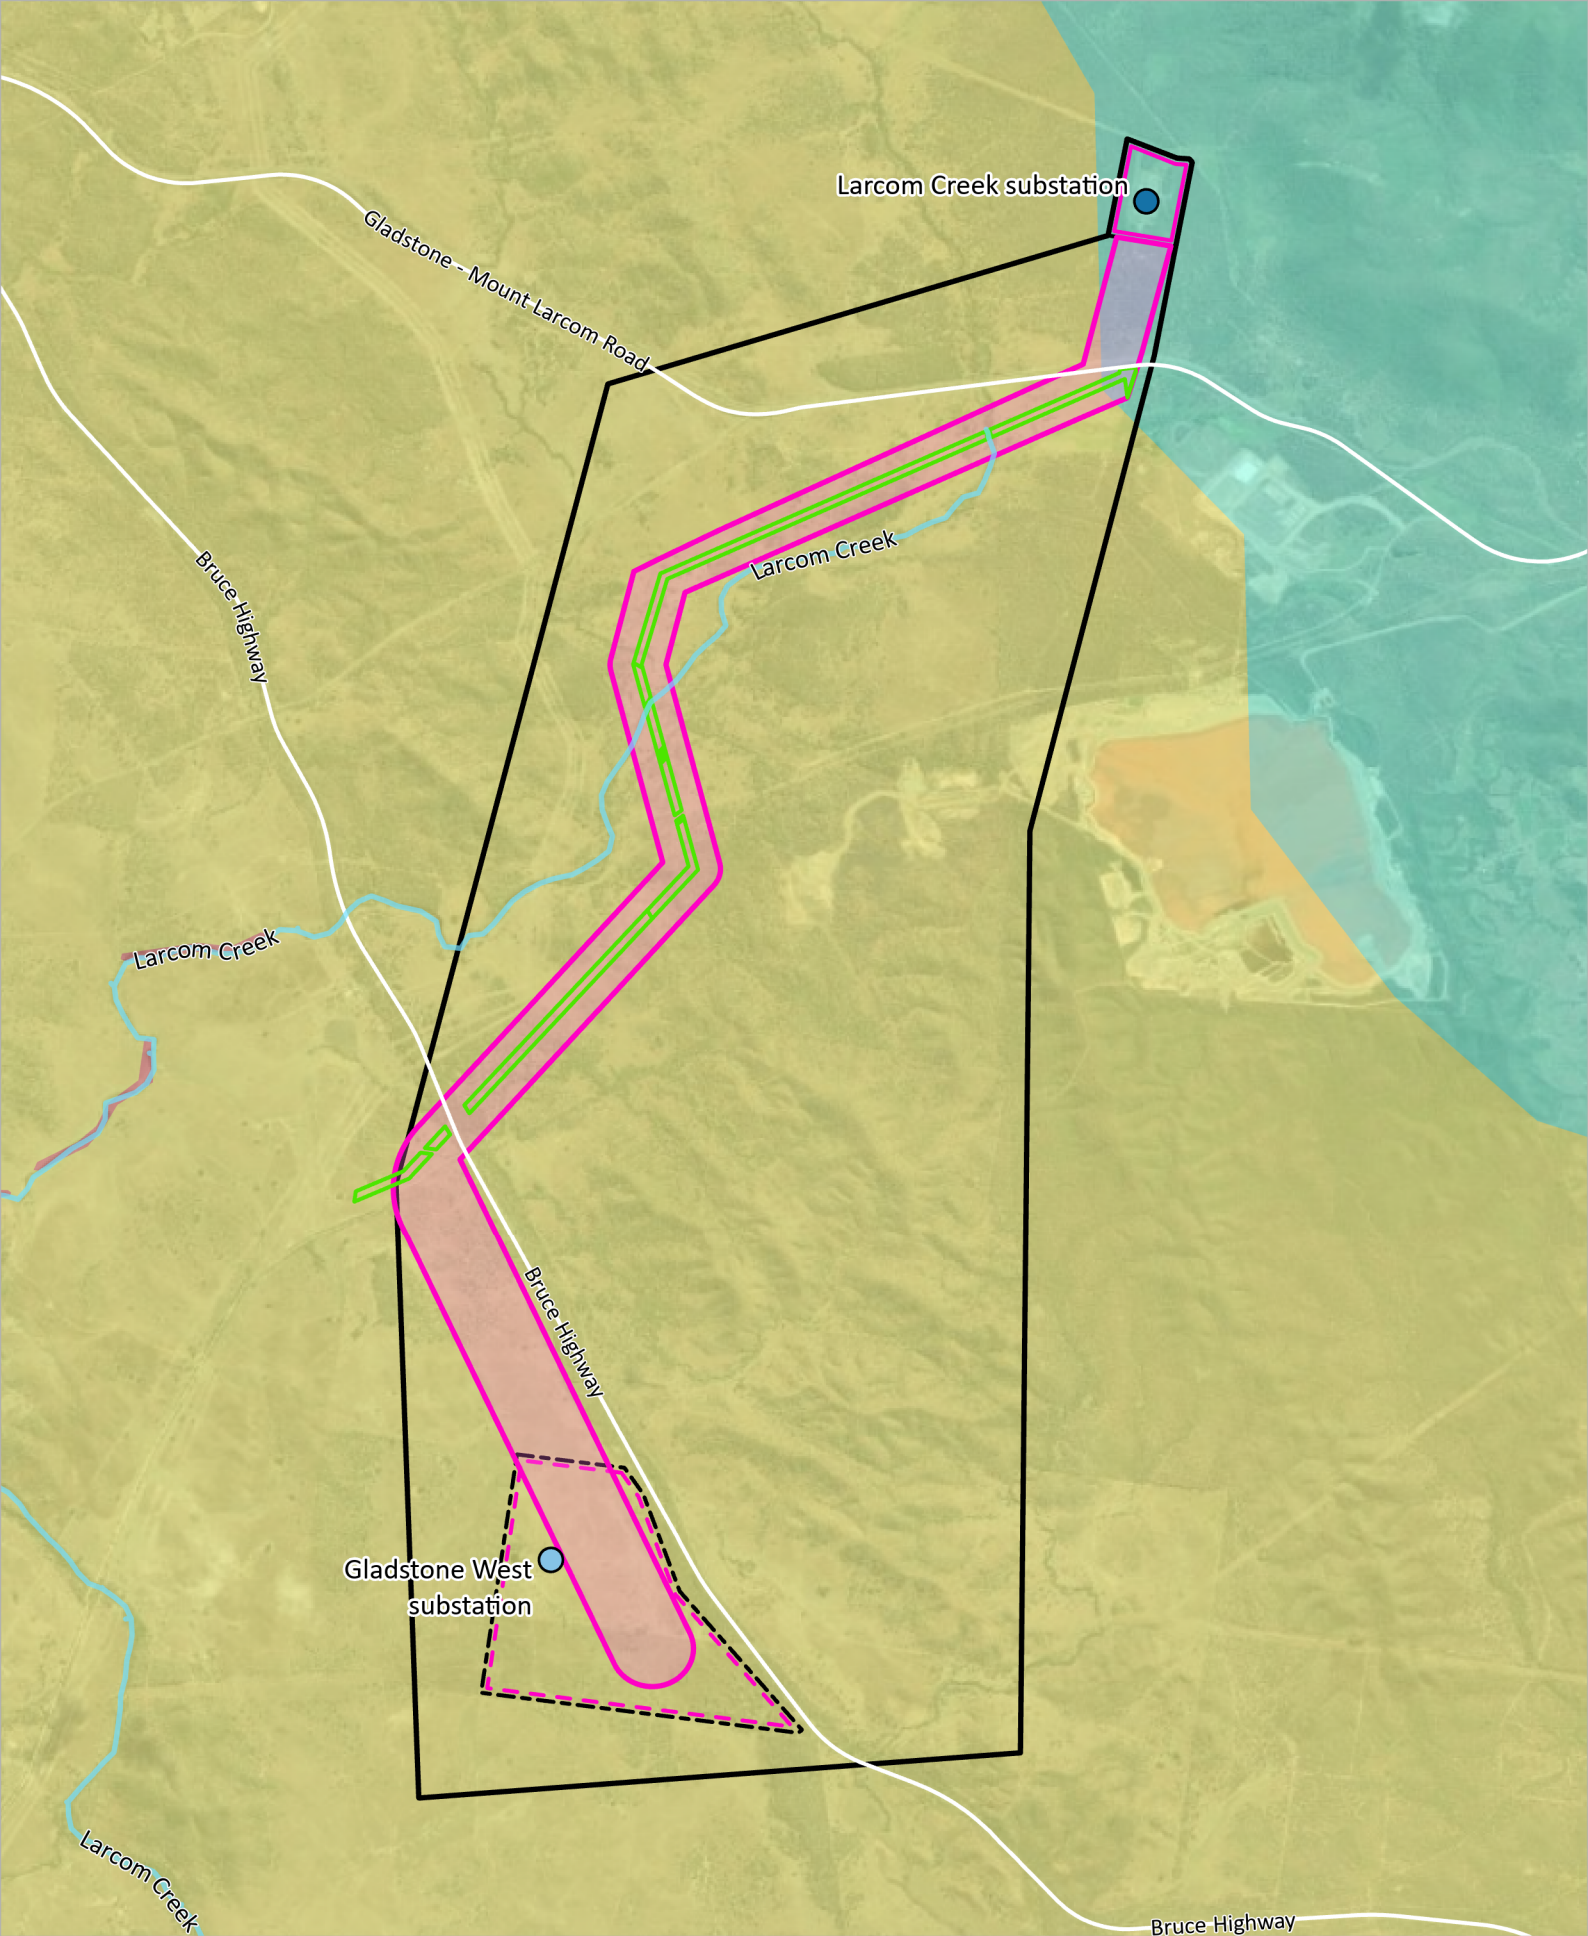 Larcom Creek substation
Gladstone - Mount Larcom Road
Bruce Highway
Larcom Creek
Larcom Creek
Bruce Highway
Gladstone West
substation
Larcom Creek
Bruce Highway